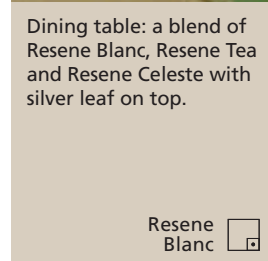 Dining table: a blend of
Resene Blanc, Resene Tea
and Resene Celeste with
silver leaf on top.
Resene
Blanc